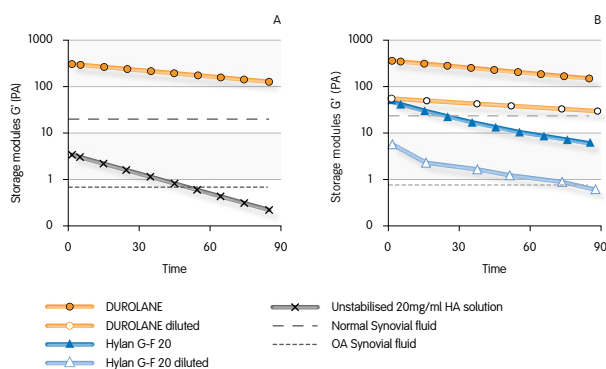 A
1000
100
10
1
0
Storage modules G' (PA)
0
30
60
90
Time
B
1000
100
10
1
0
Storage modules G' (PA)
0
30
60
90
Time
DUROLANE
DUROLANE diluted
Hylan G-F 20
Hylan G-F 20 diluted
Unstabilised 20mg/ml HA solution
Normal Synovial fluid
OA Synovial fluid